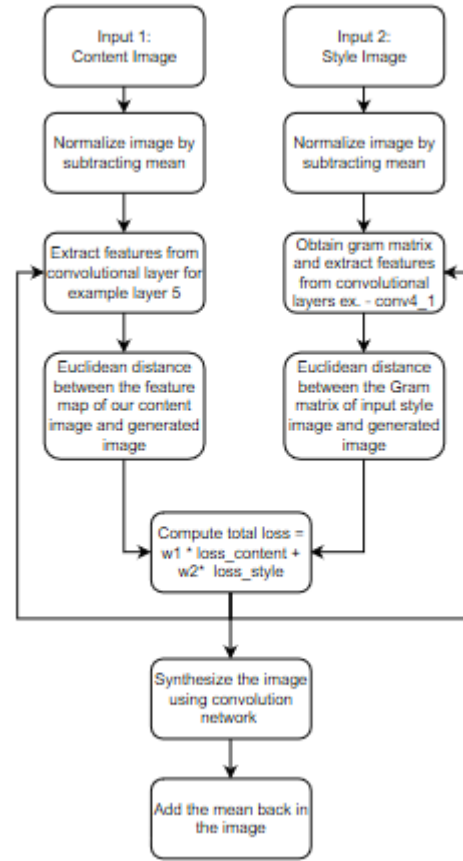 Input 1:
Content Image
Input 2:
Style Image
Normalize image by
subtracting mean
Normalize image by
subtracting mean
Extract features from
convolutional layer for
example layer 5
Obtain gram matrix
and extract features
from convolutional
layers ex. - conv4_1
Euclidean distance
between the feature
map of our content
image and generated
image
Euclidean distance
between the Gram
matrix of input style
image and generated
image
Compute total loss =
w1 * loss_content +
w2* loss_style
Synthesize the image
using convolution
network
Add the mean back in
the image